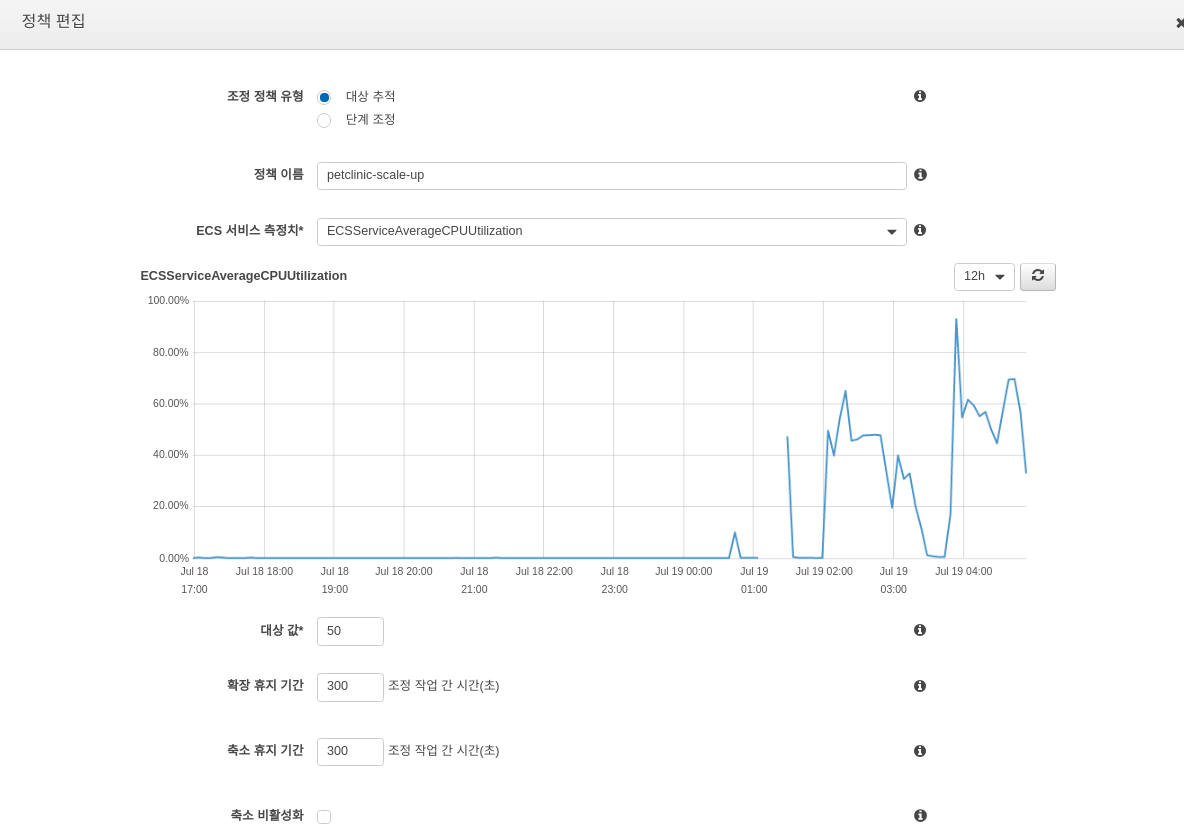 정책 편집
조정 정책 유형
대상 추적
단계 조정
정책 이름 petclinic-scale-up
ECS 서비스 측정치* ECSServiceAverageCPUUtilization
ECSServiceAverageCPUUtilization 12h
100.00%
80.00%
60.00%
40.00%
20.00%
0.00%
Jul 18 Jul 18 18:00 Jul 18 Jul 18 20:00 Jul 18 Jul 18 22:00 Jul 18 Jul 19 00:00 Jul 19 Jul 19 02:00 Jul 19 Jul 19 04:00
17:00 19:00 21:00 23:00 01:00 03:00
대상 값* 50
확장 휴지 기간 300 조정 작업 간 시간(초)
축소 휴지 기간 300 조정 작업 간 시간(초)
축소 비활성화